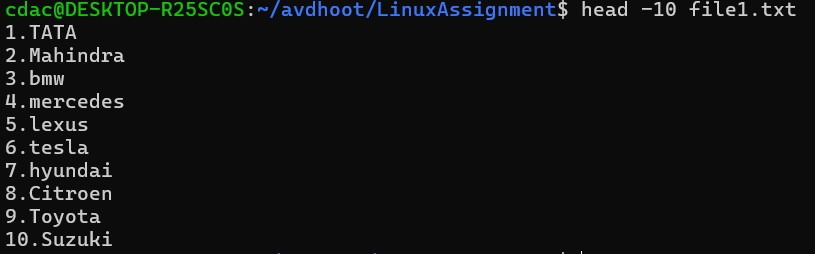 cdac@DESKTOP-R25SC0S:~/avdhoot/LinuxAssignment$ head -10 file1.txt
1.TATA
2.Mahindra
3.bmw
4.mercedes
5.lexus
6.tesla
7.hyundai
8.Citroen
9.Toyota
10.Suzuki